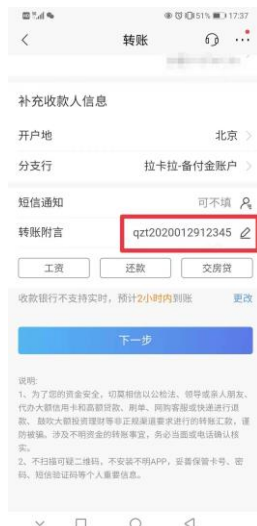 51% 17:37
转账
补充收款人信息
开户地 北京
分支行 拉卡拉-备付金账户
短信通知 可不填
转账附言 qzt2020012912345
工资 还款 交房贷
收款银行不支持实时，预计2小时内到账 更改
下一步
说明:
1、为了您的资金安全，切莫相信以公检法、领导或亲人朋友、
代办大额信用卡和高额贷款、刷单、网购客服或快递进行退
款、 鼓吹大额投资理财等非正规渠道要求进行的转账汇款，谨
防被骗。涉及不明资金的转账事宜，务必当面或电话确认核
实。
2、不扫描可疑二维码，不安装不明APP，妥善保管卡号、密
码、短信验证码等个人重要信息。